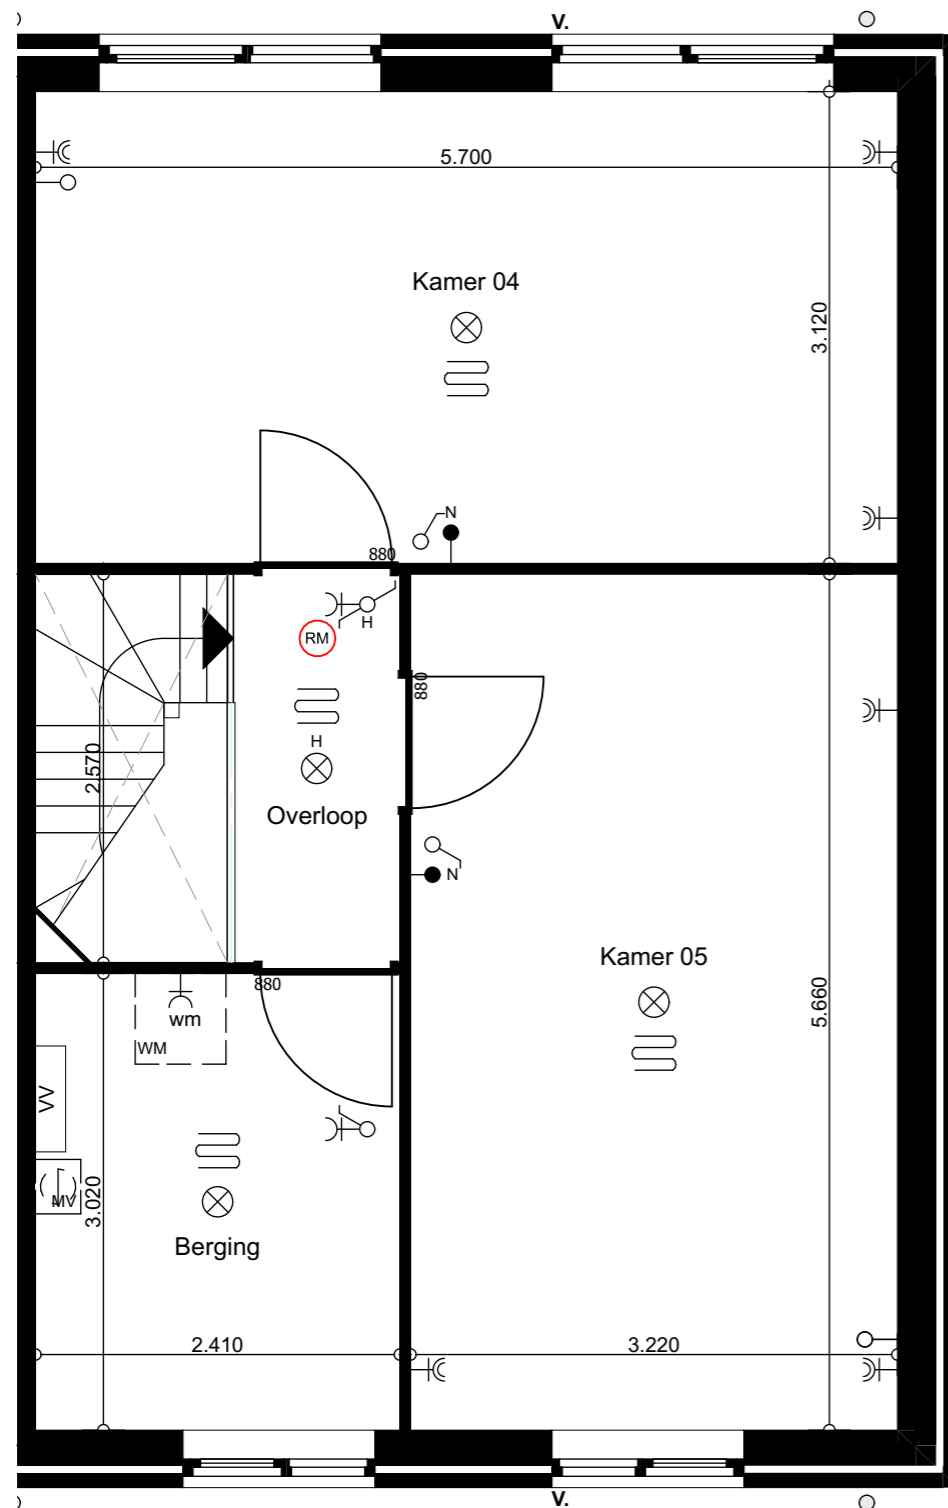 V.
5.700
Kamer 04
3.120
N
880
H
RM
880
H
2.570
Overloop
N
Kamer 05
880
wm
WM
5.660
VV
MV
3.020
Berging
2.410
3.220
V.